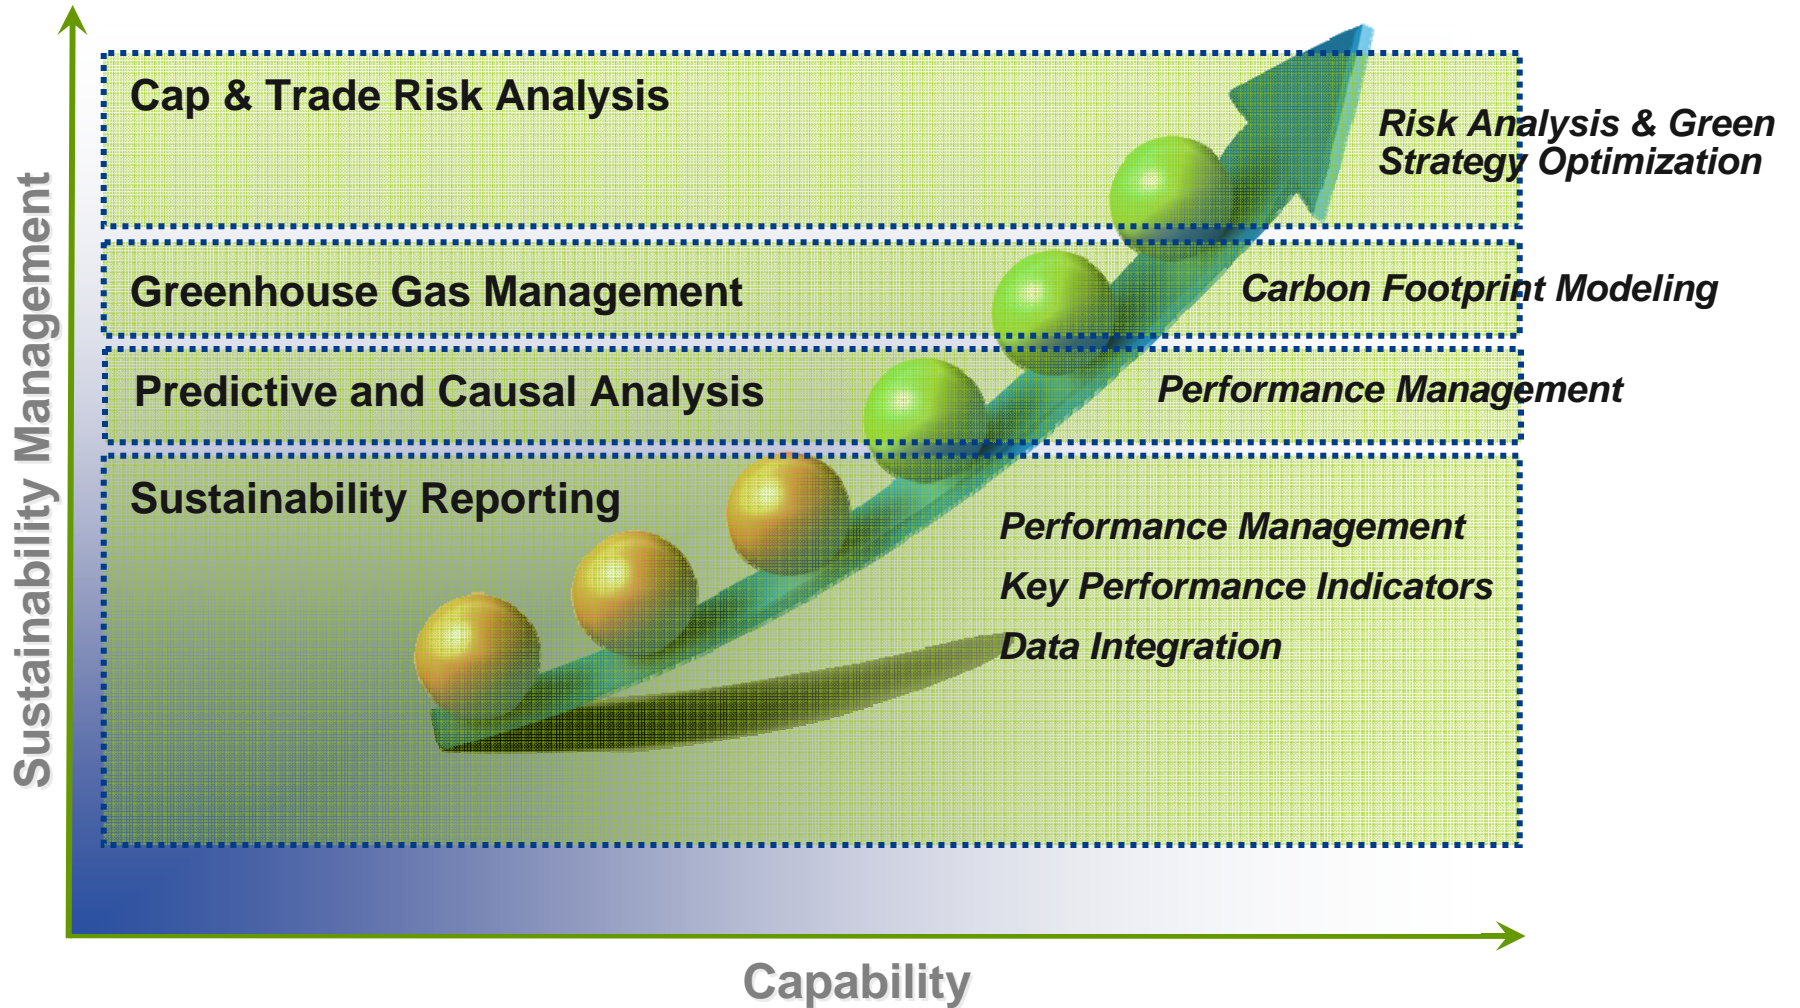 Cap & Trade Risk Analysis
Risk Analysis & Green
Strategy Optimization
Greenhouse Gas Management
Carbon Footprint Modeling
Predictive and Causal Analysis
Performance Management
Sustainability Reporting
Performance Management
Key Performance Indicators
Data Integration
Sustainability Management
Capability